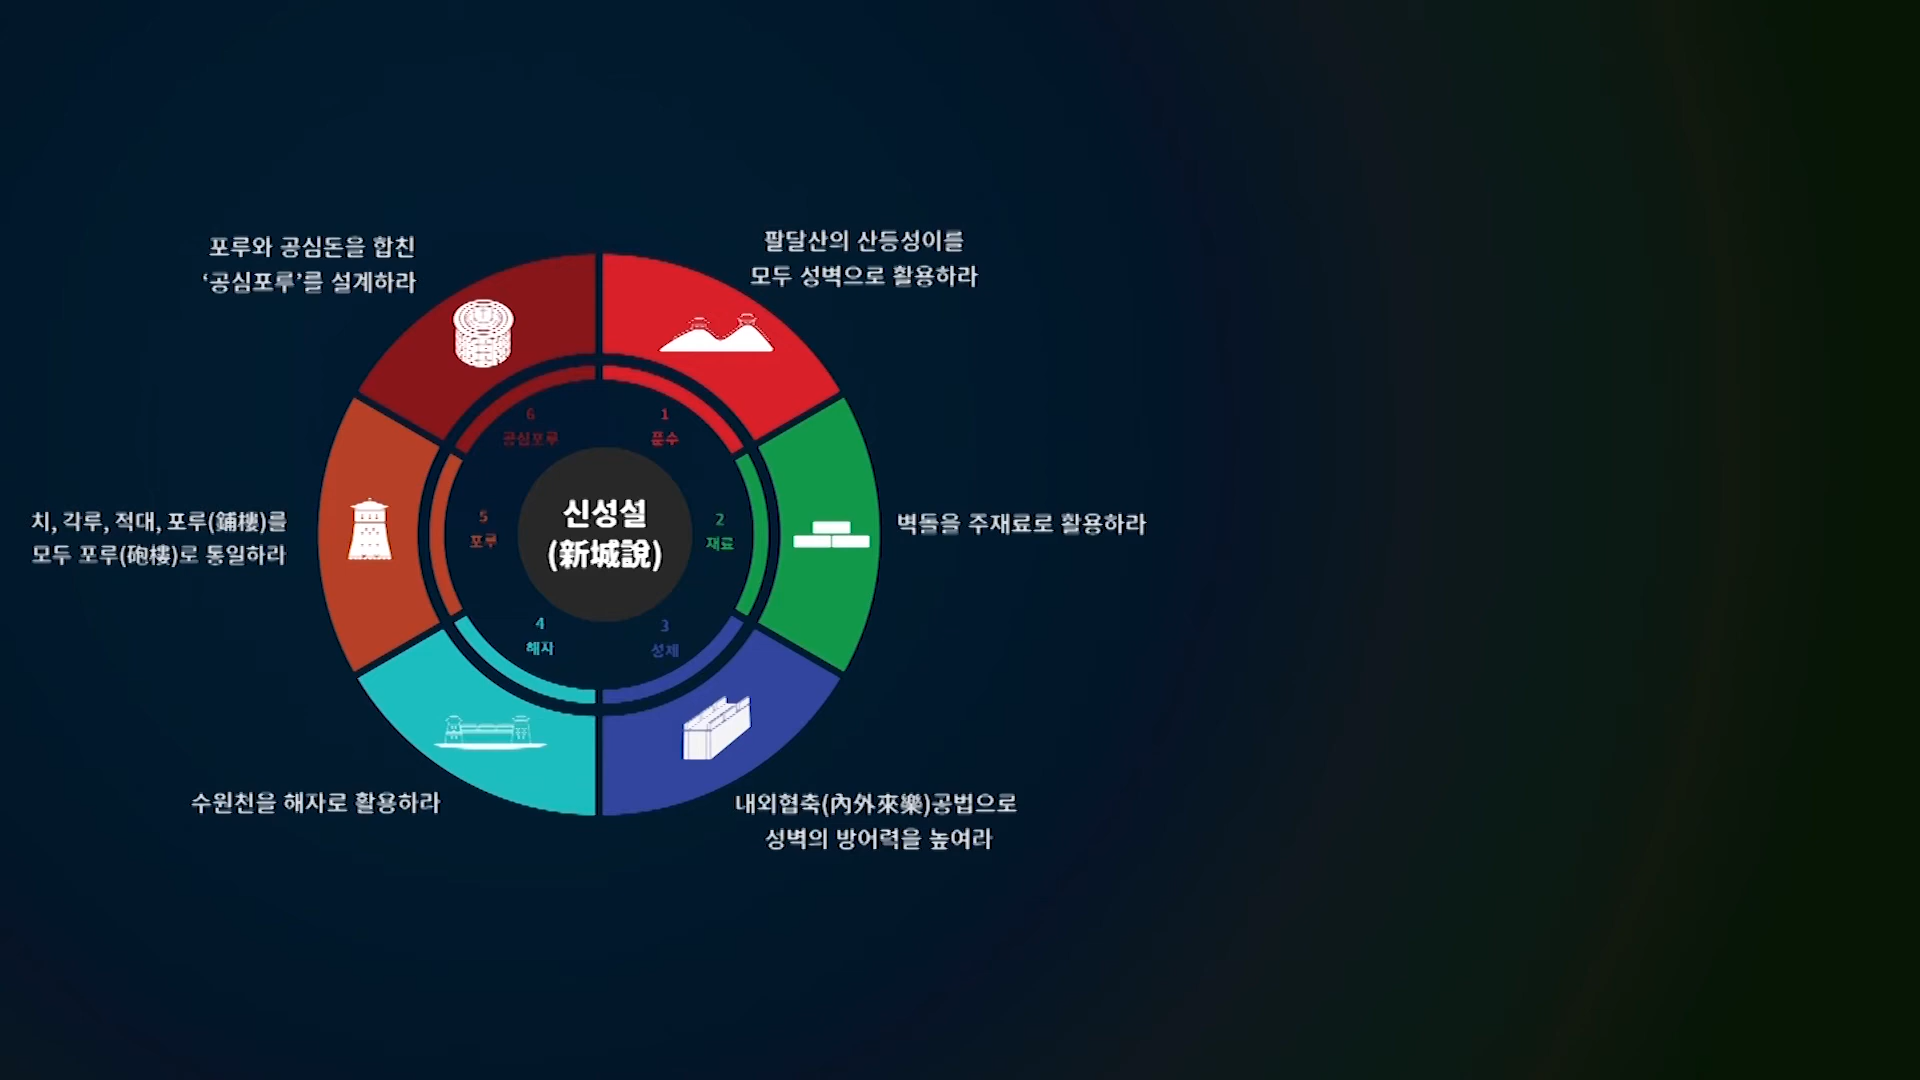 포루와 공심돈을 합친
‘공심포루’를 설계하라
팔달산의 산등성이를
모두 성벽으로 활용하라
6
공심포루
1
푼수
치, 각루, 적대, 포루(鋪樓)를
모두 포루(砲樓)로 통일하라
5
포루
신성설
(新城說)
2
재료
벽돌을 주재료로 활용하라
4
해자
3
성제
수원천을 해자로 활용하라
내외협축(內外來樂)공법으로
성벽의 방어력을 높여라